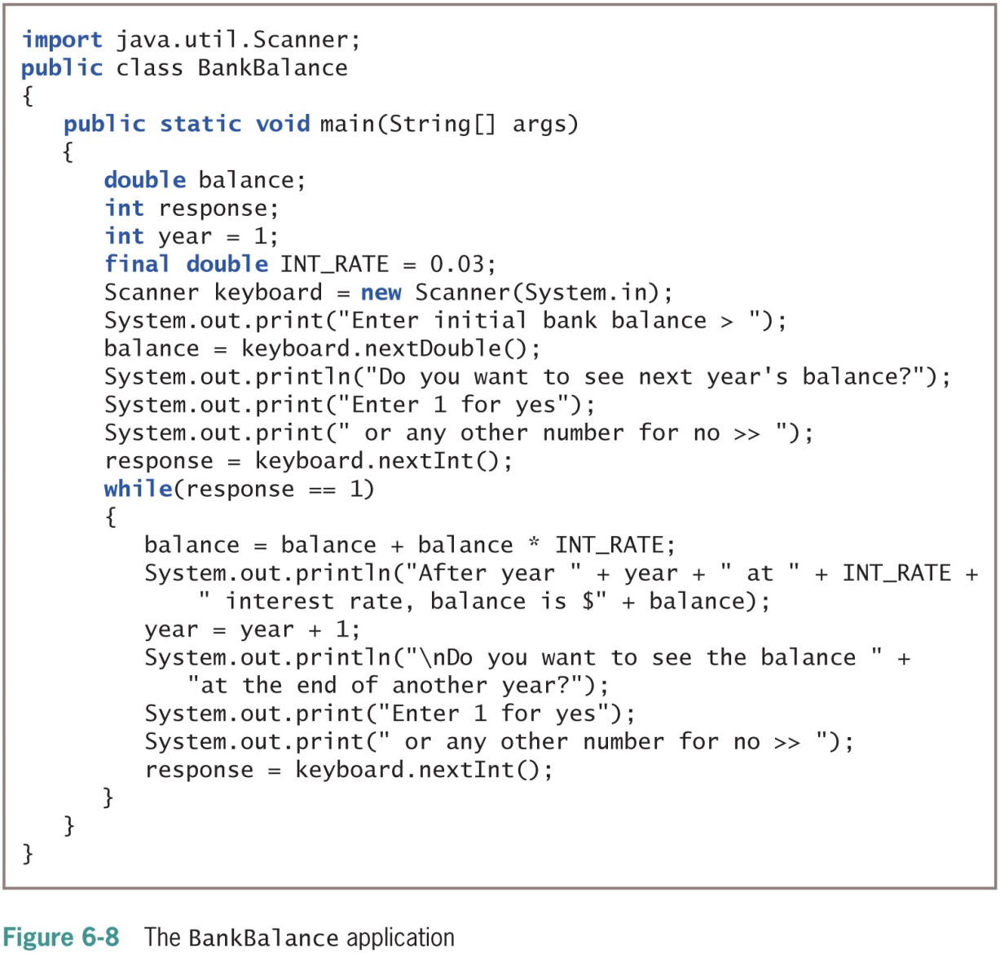 import java.util.Scanner;
public class BankBalance
{
   public static void main(String[] args)
   {
      double balance;
      int response;
      int year = 1;
      final double INT_RATE = 0.03;
      Scanner keyboard = new Scanner(System.in);
      System.out.print("Enter initial bank balance > ");
      balance = keyboard.nextDouble();
      System.out.println("Do you want to see next year's balance?");
      System.out.print("Enter 1 for yes");
      System.out.print(" or any other number for no >> ");
      response = keyboard.nextInt();
      while(response == 1)
      {
         balance = balance + balance * INT_RATE;
         System.out.println("After year " + year + " at " + INT_RATE +
             " interest rate, balance is $" + balance);
         year = year + 1;
         System.out.println("\nDo you want to see the balance " +
            "at the end of another year?");
         System.out.print("Enter 1 for yes");
         System.out.print(" or any other number for no >> ");
         response = keyboard.nextInt();
      }
   }
}
Figure 6-8 The BankBalance application